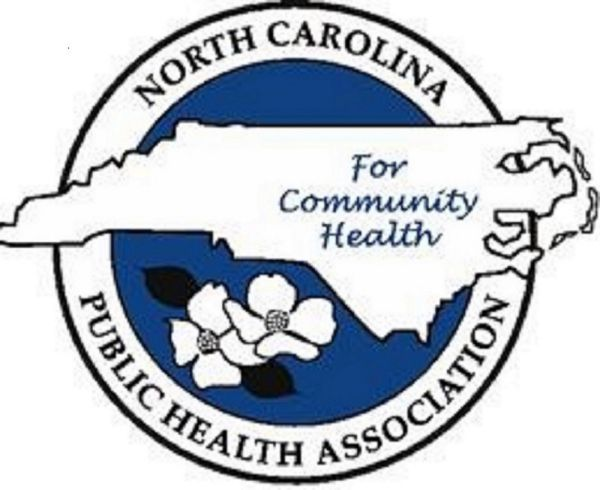 NORTH CAROLINA
For
Community
Health
PUBLIC HEALTH ASSOCIATION